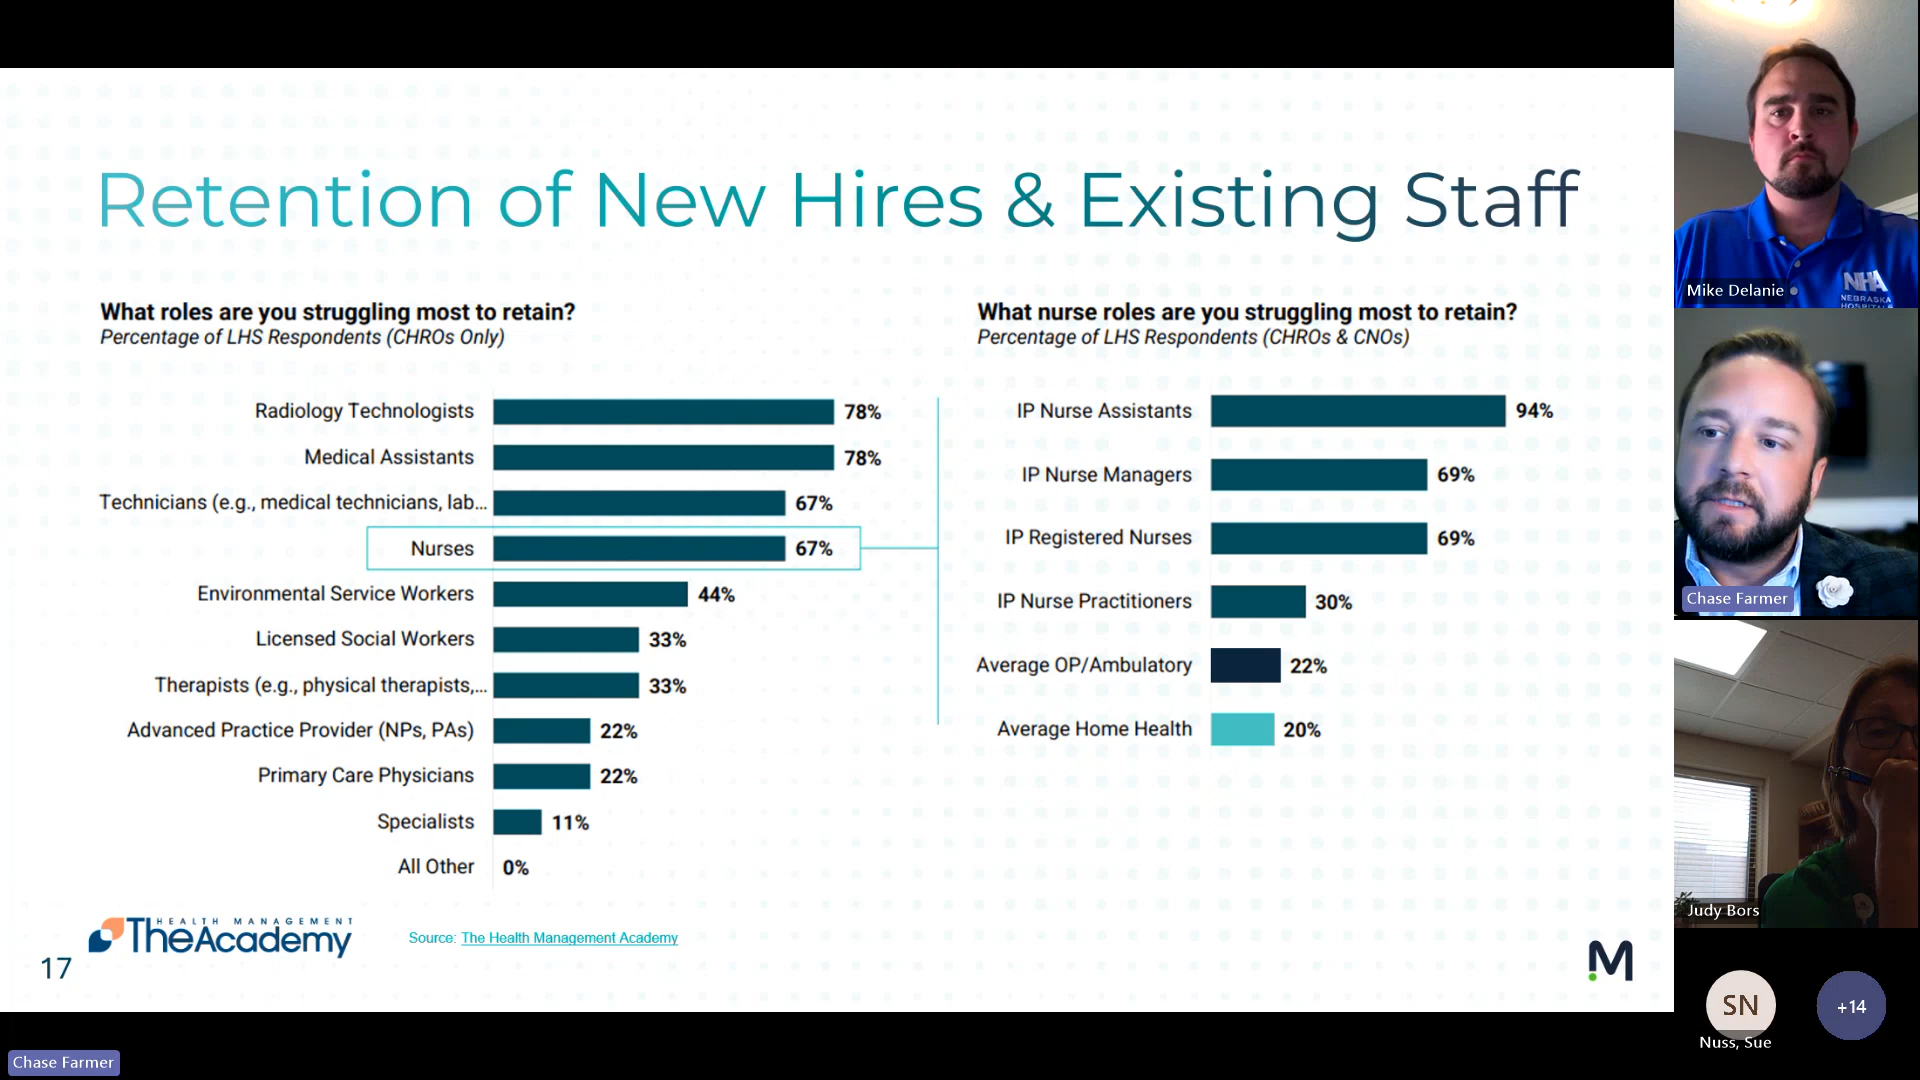 Retention of New Hires & Existing Staff
What roles are you struggling most to retain?
Percentage of LHS Respondents (CHROs Only)
Radiology Technologists 78%
Medical Assistants 78%
Technicians (e.g., medical technicians, lab... 67%
Nurses 67%
Environmental Service Workers 44%
Licensed Social Workers 33%
Therapists (e.g., physical therapists,... 33%
Advanced Practice Provider (NPs, PAs) 22%
Primary Care Physicians 22%
Specialists 11%
All Other 0%
What nurse roles are you struggling most to retain?
Percentage of LHS Respondents (CHROs & CNOs)
IP Nurse Assistants 94%
IP Nurse Managers 69%
IP Registered Nurses 69%
IP Nurse Practitioners 30%
Average OP/Ambulatory 22%
Average Home Health 20%
HEALTH MANAGEMENT
TheAcademy
Source: The Health Management Academy
17
M
NHA
NEBRASKA
HOSPITALS
Mike Delanie
Chase Farmer
Judy Bors
SN
+14
Nuss, Sue
Chase Farmer